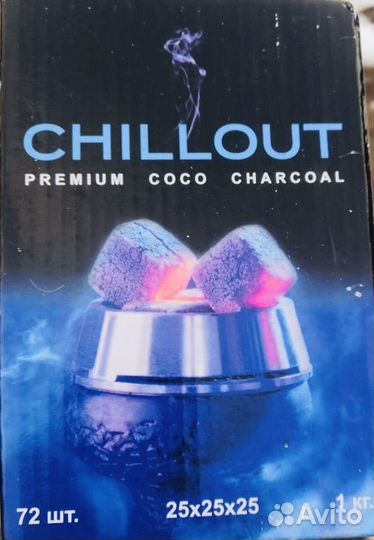 CHILLOUT
PREMIUM COCO CHARCOAL
72 шт.
25x25x25
1 кг.
Avito